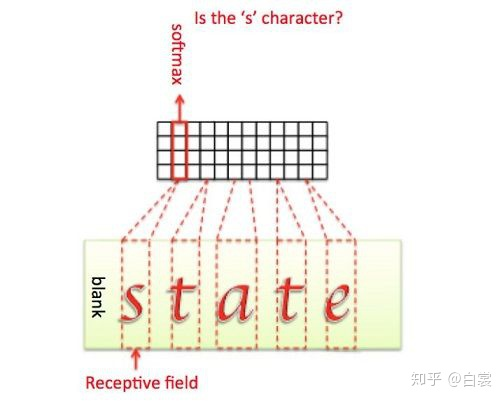 Is the 's' character?
softmax
blank
state
Receptive field
知乎 @白裳